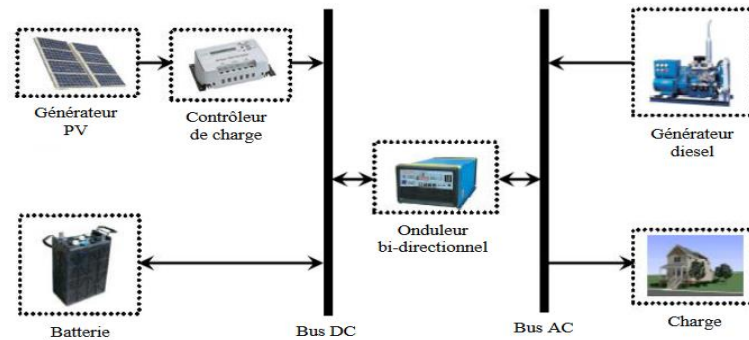 Générateur
PV
Contrôleur
de charge
Générateur
diesel
Onduleur
bi-directionnel
Batterie
Bus DC
Bus AC
Charge